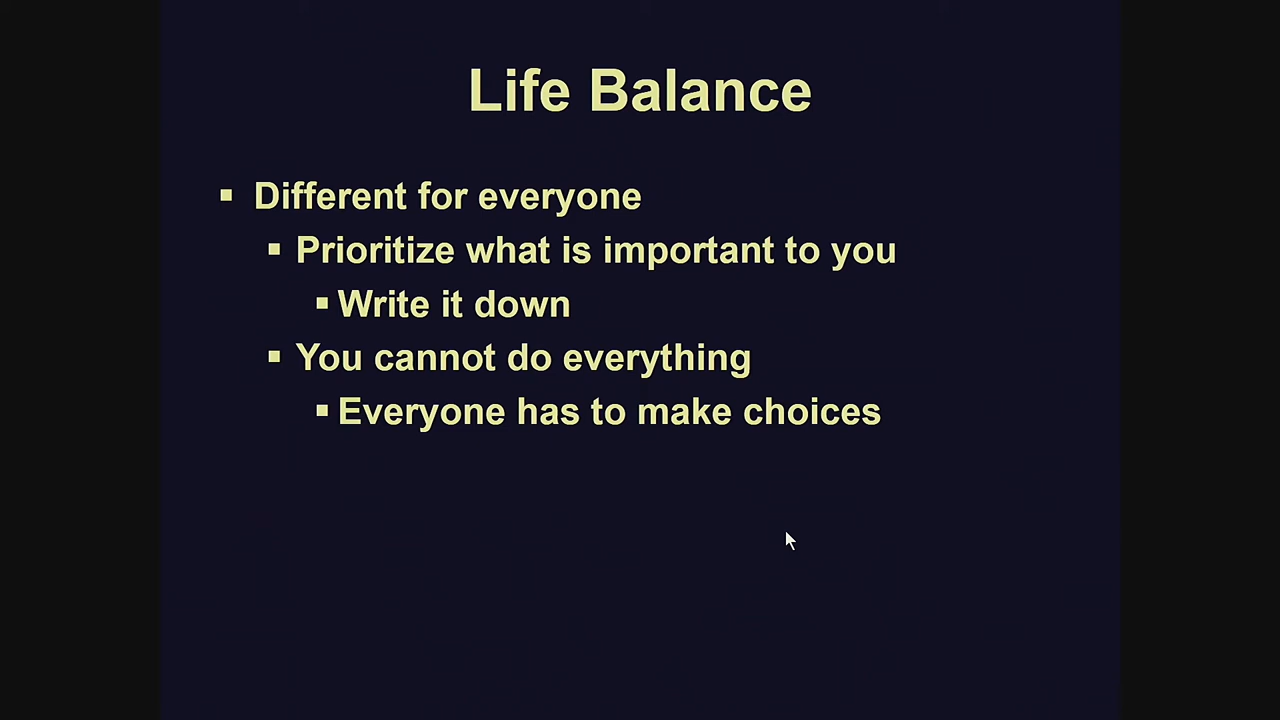 Life Balance
▪ Different for everyone
▪ Prioritize what is important to you
▪ Write it down
▪ You cannot do everything
▪ Everyone has to make choices